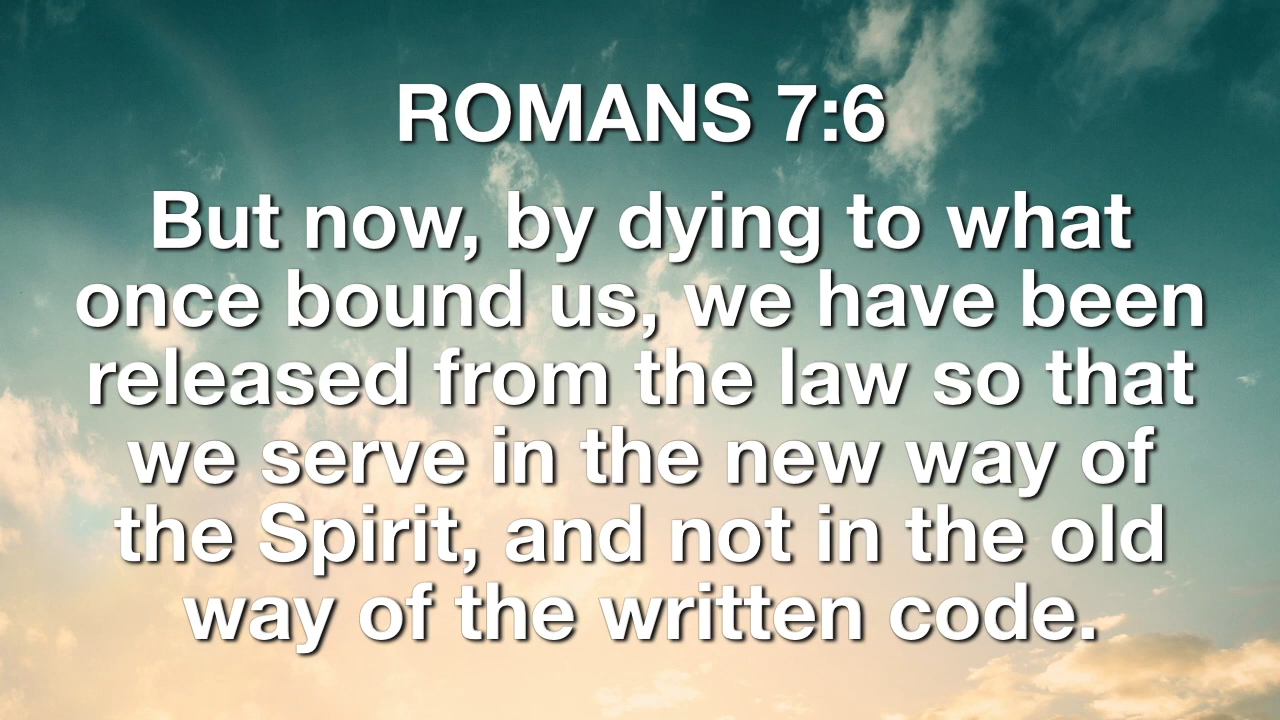 ROMANS 7:6
But now, by dying to what
once bound us, we have been
released from the law so that
we serve in the new way of
the Spirit, and not in the old
way of the written code.